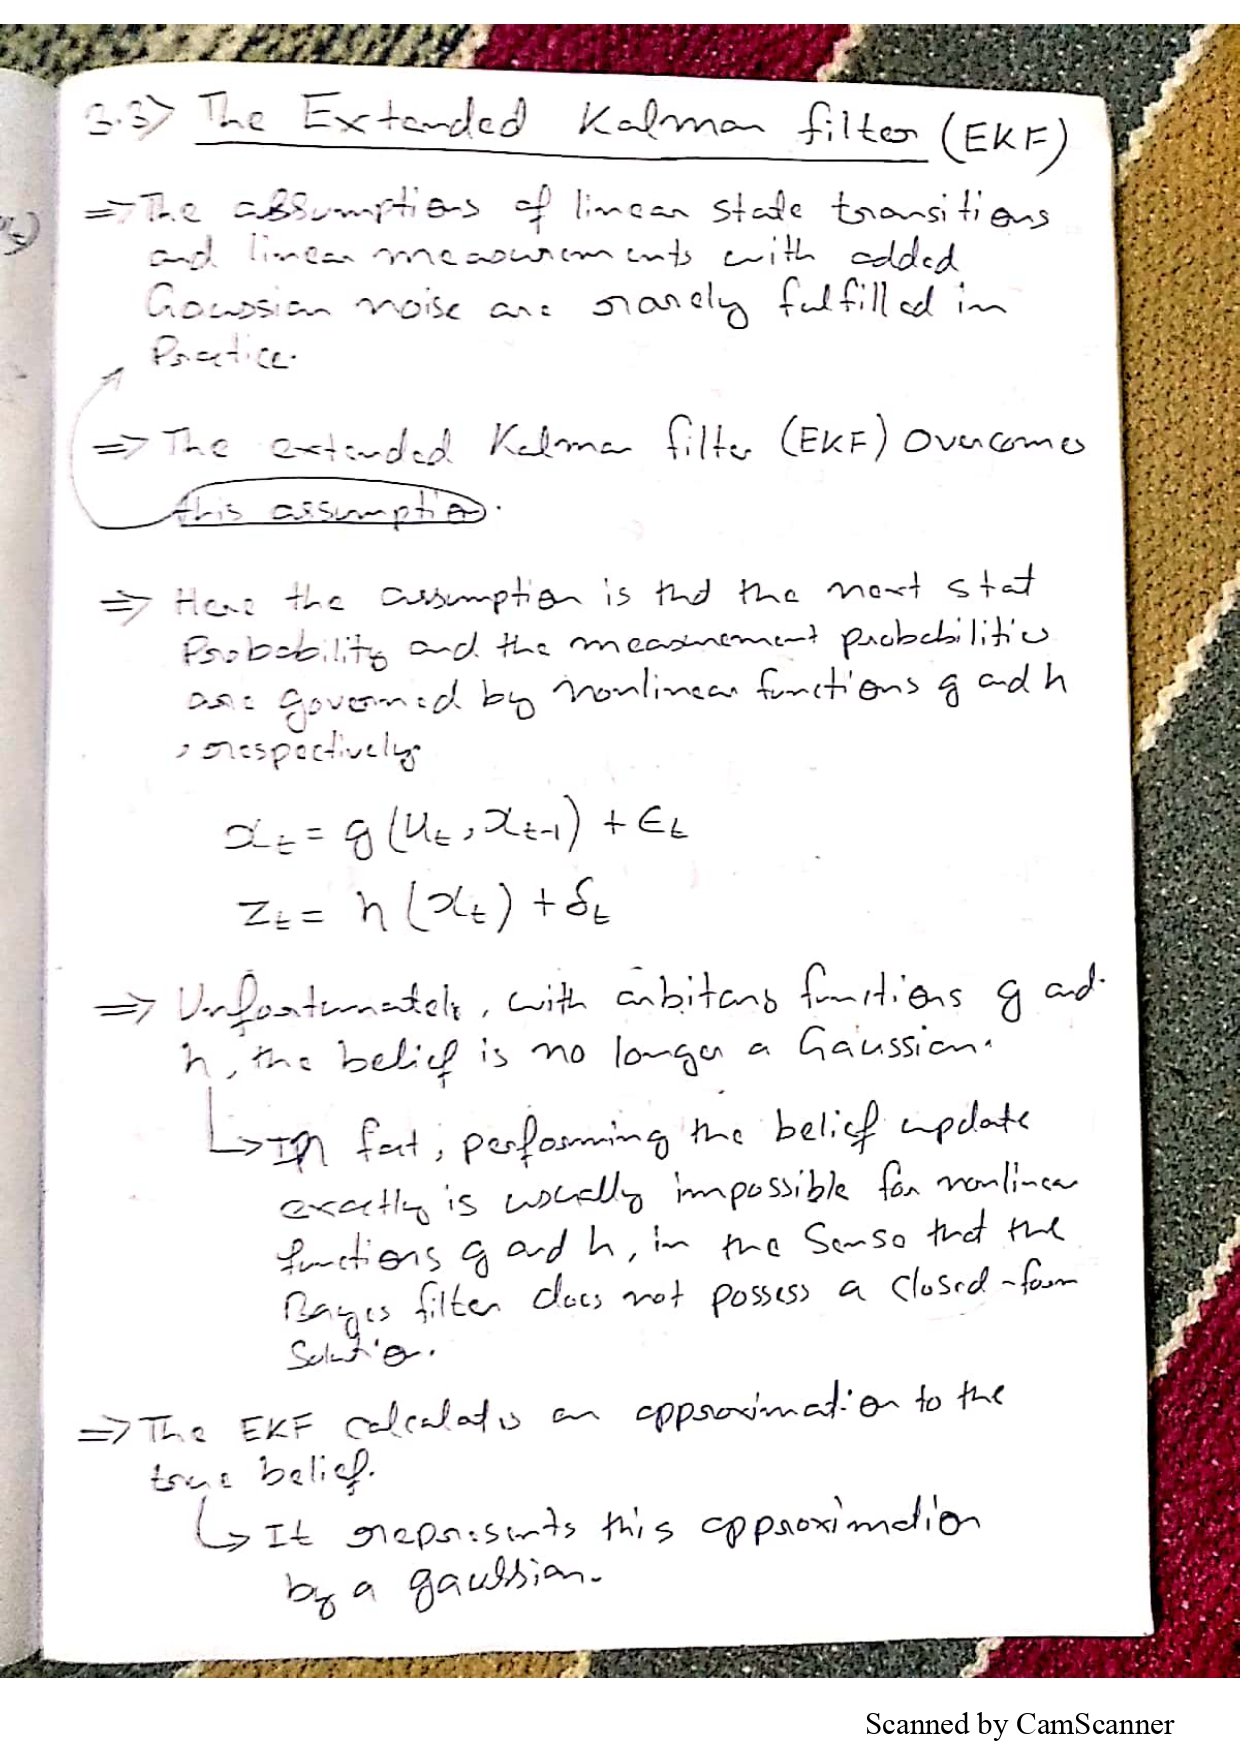 3.3) The Extended Kalman filter (EKF)
⇒ The assumptions of linear state transitions
and linear measurements with added
Gaussian noise are rarely fulfilled in
Practice.
⇒ The extended Kalman filter (EKF) Overcomes
this assumption.
⇒ Here the assumption is that the next stat
Probability and the measurement probabilities
are governed by nonlinear functions g and h
, respectively.
x_t = g(u_t, x_{t-1}) + ε_t
z_t = h(x_t) + δ_t
⇒ Unfortunately, with arbitary functions g and
h, the belief is no longer a Gaussian.
↳ In fact, performing the belief update
exactly is usually impossible for nonlinear
functions g and h, in the Sense that the
Bayes filter does not possess a closed-form
Solution.
⇒ The EKF calculates an approximation to the
true belief.
↳ It represents this approximation
by a gaussian.
Scanned by CamScanner